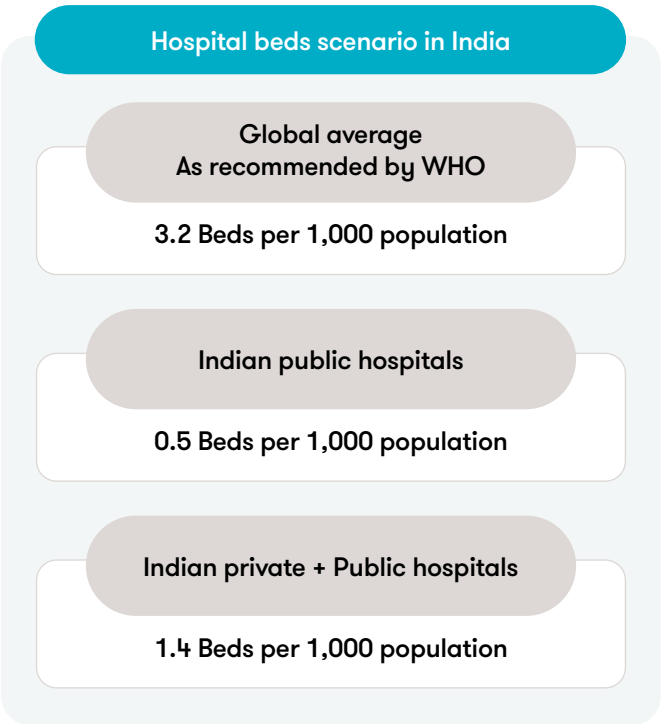 Hospital beds scenario in India
Global average
As recommended by WHO
3.2 Beds per 1,000 population
Indian public hospitals
0.5 Beds per 1,000 population
Indian private + Public hospitals
1.4 Beds per 1,000 population